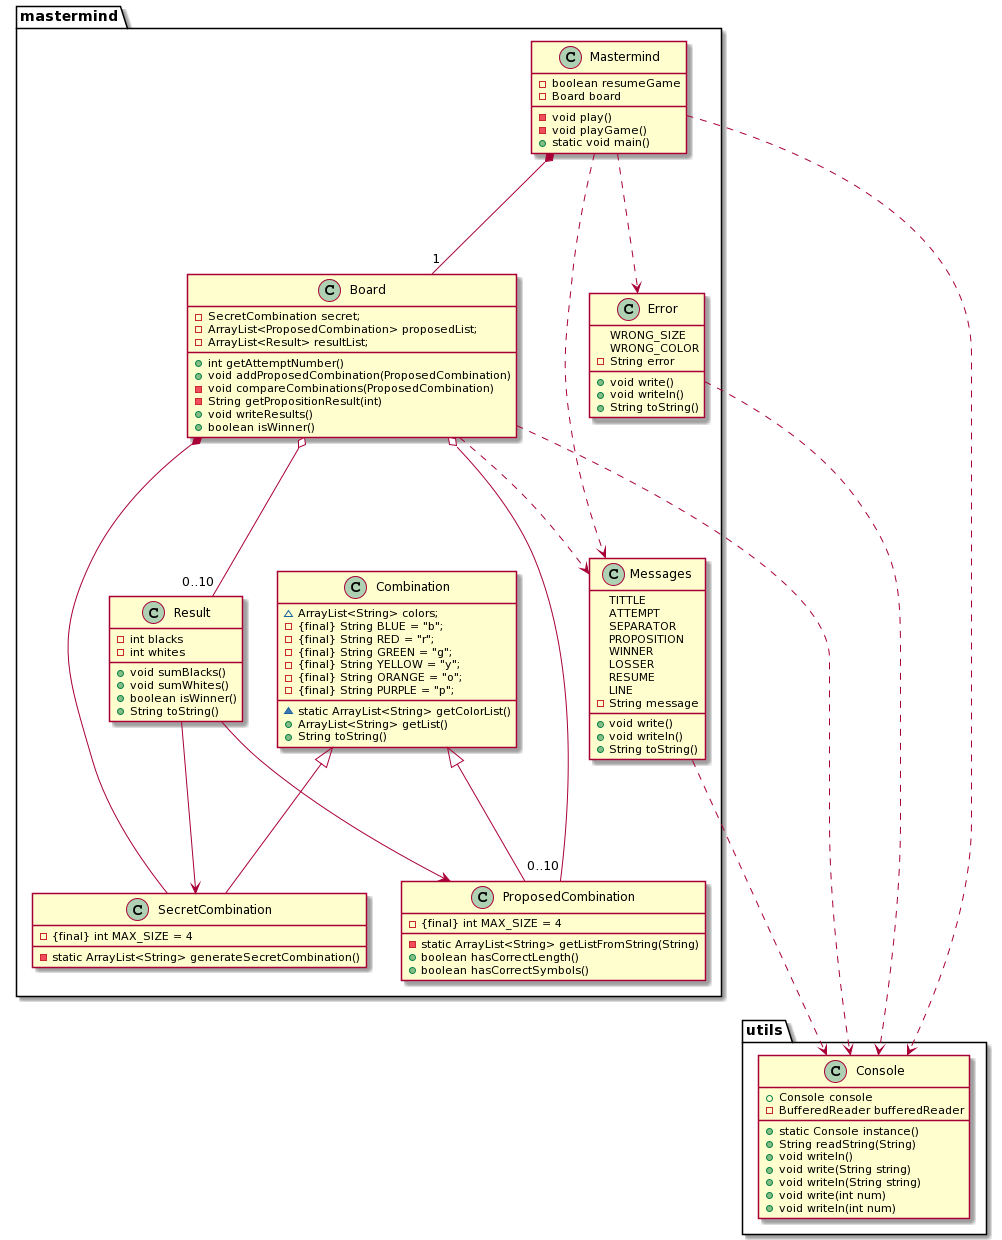 mastermind
C Mastermind
boolean resumeGame
Board board
void play()
void playGame()
static void main()
1
C Board
SecretCombination secret;
ArrayList<ProposedCombination> proposedList;
ArrayList<Result> resultList;
int getAttemptNumber()
void addProposedCombination(ProposedCombination)
void compareCombinations(ProposedCombination)
String getPropositionResult(int)
void writeResults()
boolean isWinner()
C Error
WRONG_SIZE
WRONG_COLOR
String error
void write()
void writeln()
String toString()
0..10
C Result
int blacks
int whites
void sumBlacks()
void sumWhites()
boolean isWinner()
String toString()
C Combination
ArrayList<String> colors;
{final} String BLUE = "b";
{final} String RED = "r";
{final} String GREEN = "g";
{final} String YELLOW = "y";
{final} String ORANGE = "o";
{final} String PURPLE = "p";
static ArrayList<String> getColorList()
ArrayList<String> getList()
String toString()
C Messages
TITTLE
ATTEMPT
SEPARATOR
PROPOSITION
WINNER
LOSSER
RESUME
LINE
String message
void write()
void writeln()
String toString()
0..10
C SecretCombination
{final} int MAX_SIZE = 4
static ArrayList<String> generateSecretCombination()
C ProposedCombination
{final} int MAX_SIZE = 4
static ArrayList<String> getListFromString(String)
boolean hasCorrectLength()
boolean hasCorrectSymbols()
utils
C Console
Console console
BufferedReader bufferedReader
static Console instance()
String readString(String)
void writeln()
void write(String string)
void writeln(String string)
void write(int num)
void writeln(int num)